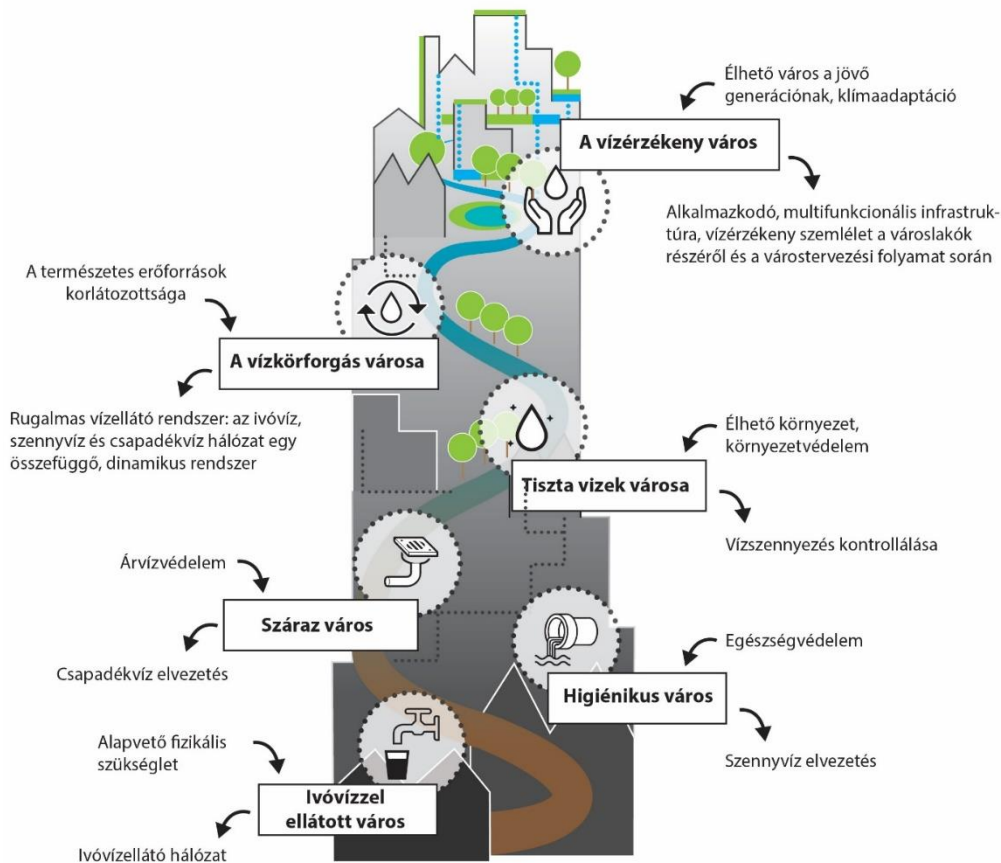 Élhető város a jövő
generációnak, klímaadaptáció
A vízérzékeny város
Alkalmazkodó, multifunkcionális infrastruk-
túra, vízérzékeny szemlélet a városlakók
részéről és a várostervezési folyamat során
A természetes erőforrások
korlátozottsága
A vízkörforgás városa
Rugalmas vízellátó rendszer: az ivóvíz,
szennyvíz és csapadékvíz hálózat egy
összefüggő, dinamikus rendszer
Élhető környezet,
környezetvédelem
Tiszta vizek városa
Vízszennyezés kontrollálása
Árvízvédelem
Száraz város
Csapadékvíz elvezetés
Egészségvédelem
Higiénikus város
Szennyvíz elvezetés
Alapvető fizikális
szükséglet
Ivóvízzel
ellátott város
Ivóvízellátó hálózat